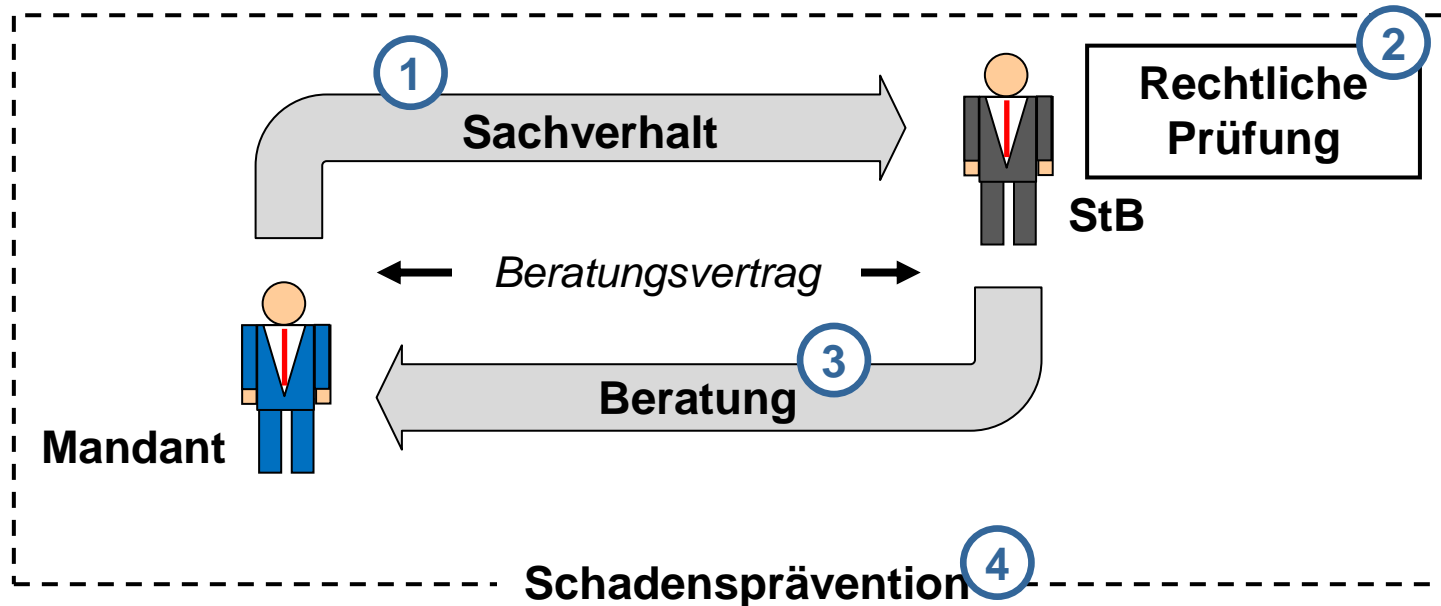 1
2
Rechtliche
Prüfung
Sachverhalt
StB
Beratungsvertrag
3
Beratung
Mandant
4
Schadensprävention